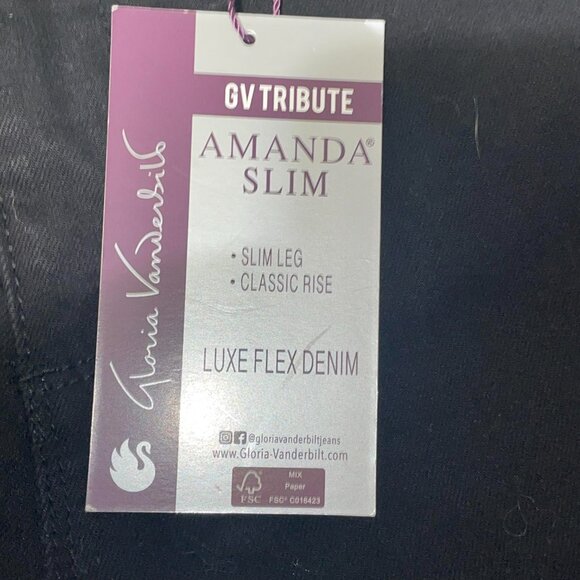 GV TRIBUTE
AMANDA®
SLIM
• SLIM LEG
• CLASSIC RISE
LUXE FLEX DENIM
@gloriavanderbiltjeans
www.Gloria-Vanderbilt.com
FSC
MIX
Paper
FSC® C016423
Gloria Vanderbilt